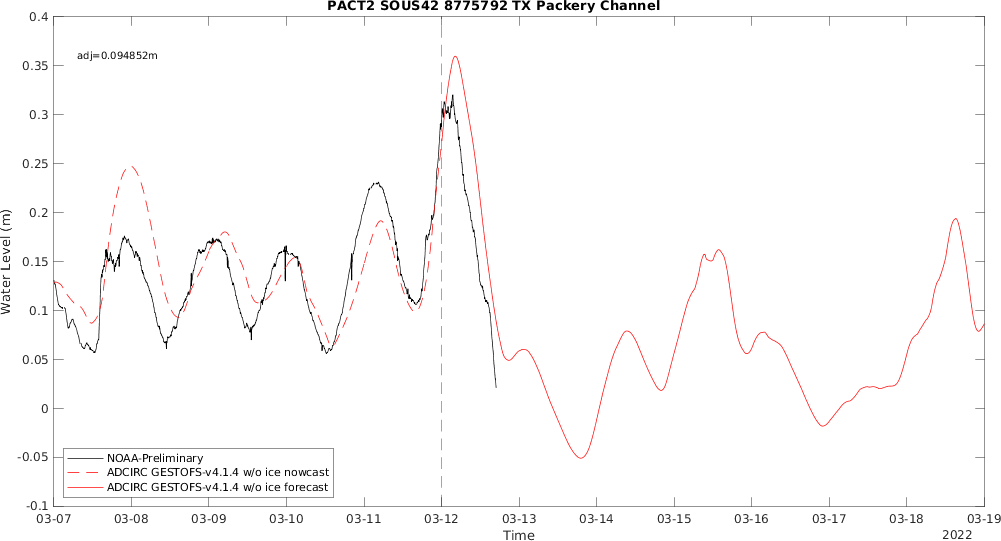 PACT2 SOUS42 8775792 TX Packery Channel
adj=0.094852m
Water Level (m)
0.4
0.35
0.3
0.25
0.2
0.15
0.1
0.05
0
-0.05
-0.1
NOAA-Preliminary
ADCIRC GESTOFS-v4.1.4 w/o ice nowcast
ADCIRC GESTOFS-v4.1.4 w/o ice forecast
03-07 03-08 03-09 03-10 03-11 03-12 03-13 03-14 03-15 03-16 03-17 03-18 03-19
Time
2022